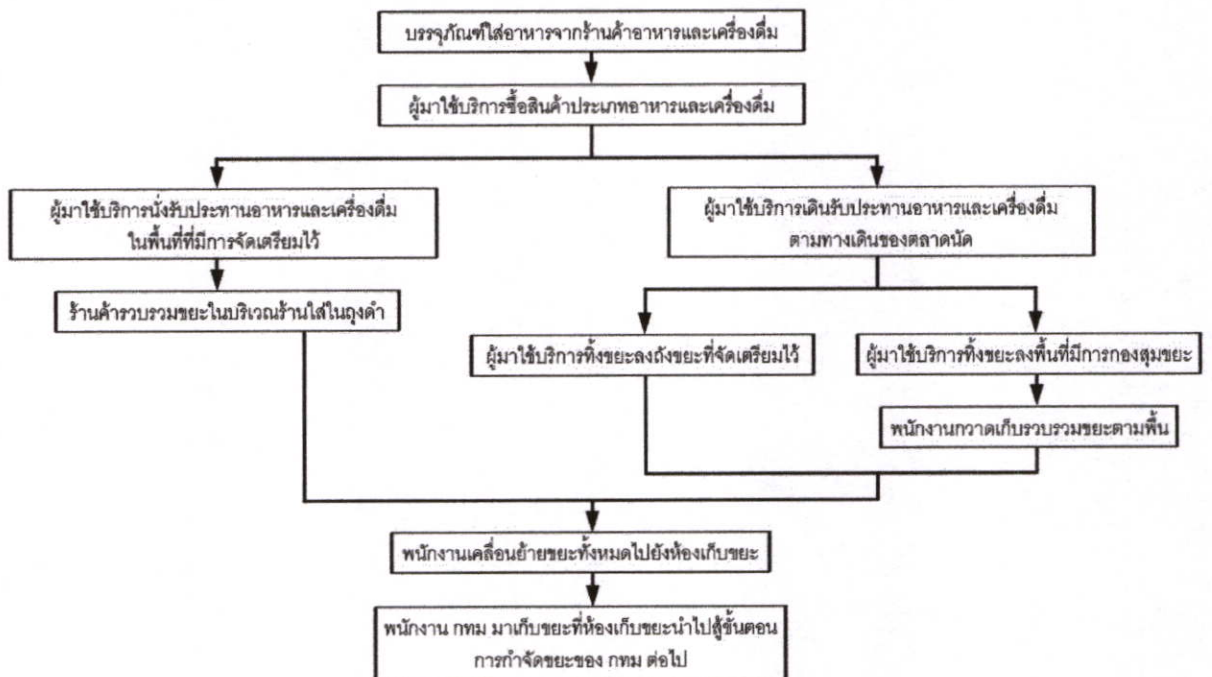 บรรจุภัณฑ์ใส่อาหารจากร้านค้าอาหารและเครื่องดื่ม
ผู้มาใช้บริการซื้อสินค้าประเภทอาหารและเครื่องดื่ม
ผู้มาใช้บริการนั่งรับประทานอาหารและเครื่องดื่ม
ในพื้นที่ที่มีการจัดเตรียมไว้
ผู้มาใช้บริการเดินรับประทานอาหารและเครื่องดื่ม
ตามทางเดินของตลาดนัด
ร้านค้ารวบรวมขยะในบริเวณร้านใส่ในถุงดำ
ผู้มาใช้บริการทิ้งขยะลงถังขยะที่จัดเตรียมไว้
ผู้มาใช้บริการทิ้งขยะลงพื้นที่มีการกองสุมขยะ
พนักงานกวาดเก็บรวบรวมขยะตามพื้น
พนักงานเคลื่อนย้ายขยะทั้งหมดไปยังห้องเก็บขยะ
พนักงาน กทม มาเก็บขยะที่ห้องเก็บขยะนำไปสู้ขั้นตอน
การกำจัดขยะของ กทม ต่อไป